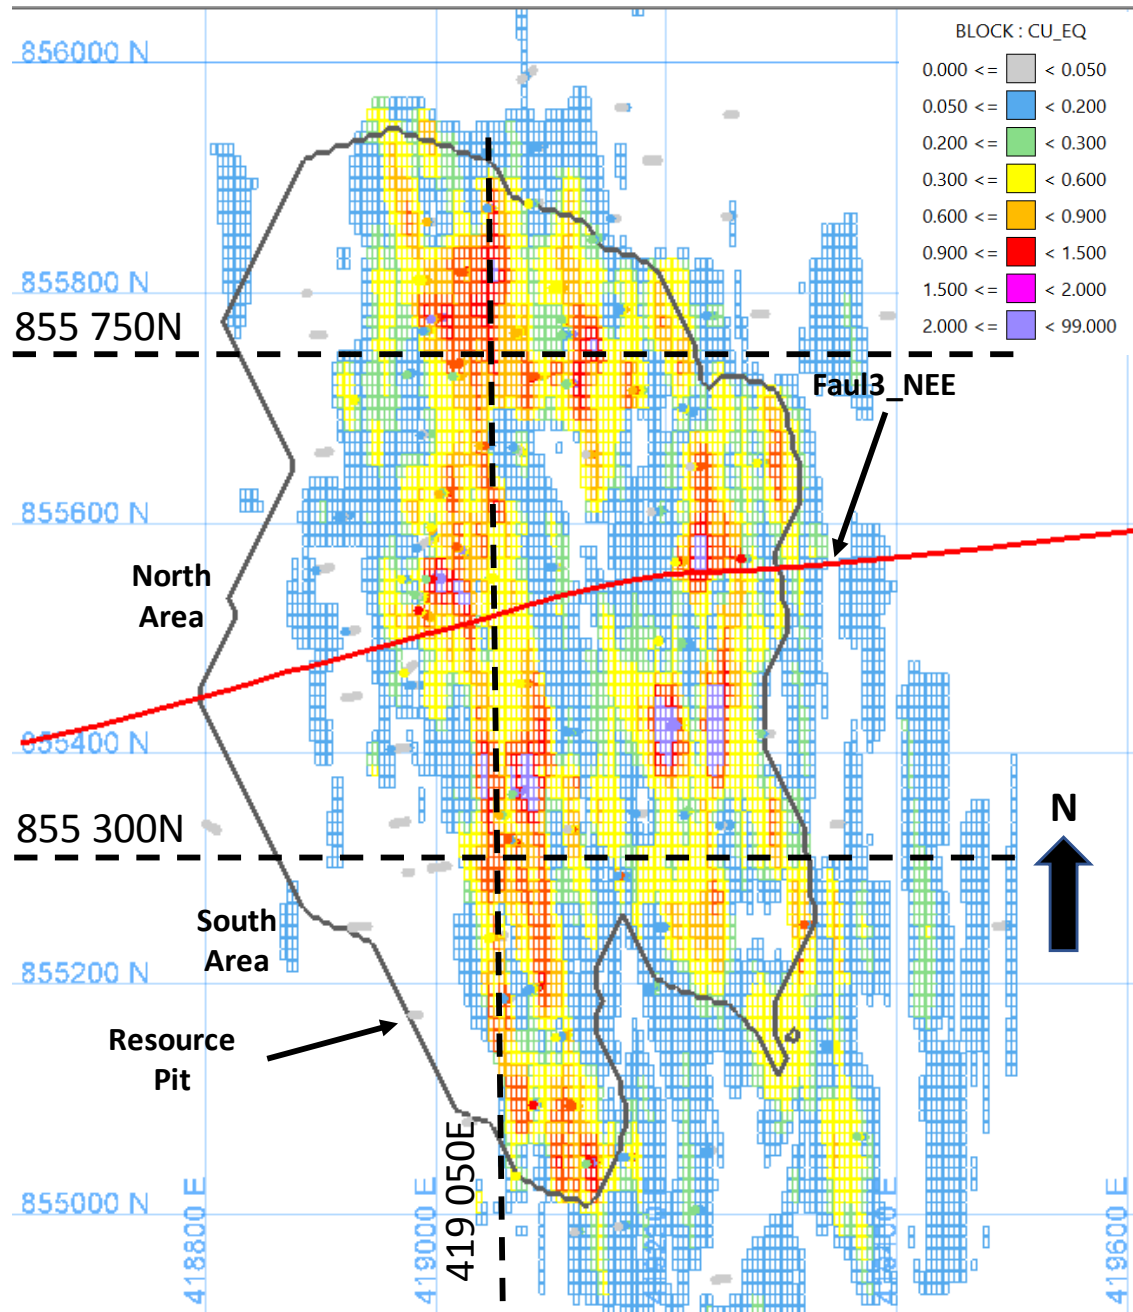 856000 N
BLOCK : CU_EQ
0.000 <= < 0.050
0.050 <= < 0.200
0.200 <= < 0.300
0.300 <= < 0.600
0.600 <= < 0.900
0.900 <= < 1.500
1.500 <= < 2.000
2.000 <= < 99.000
855800 N
855 750N
Faul3_NEE
855600 N
North
Area
855400 N
855 300N
N
South
Area
855200 N
Resource
Pit
419 050E
855000 N
418800 E
419000 E
419600 E